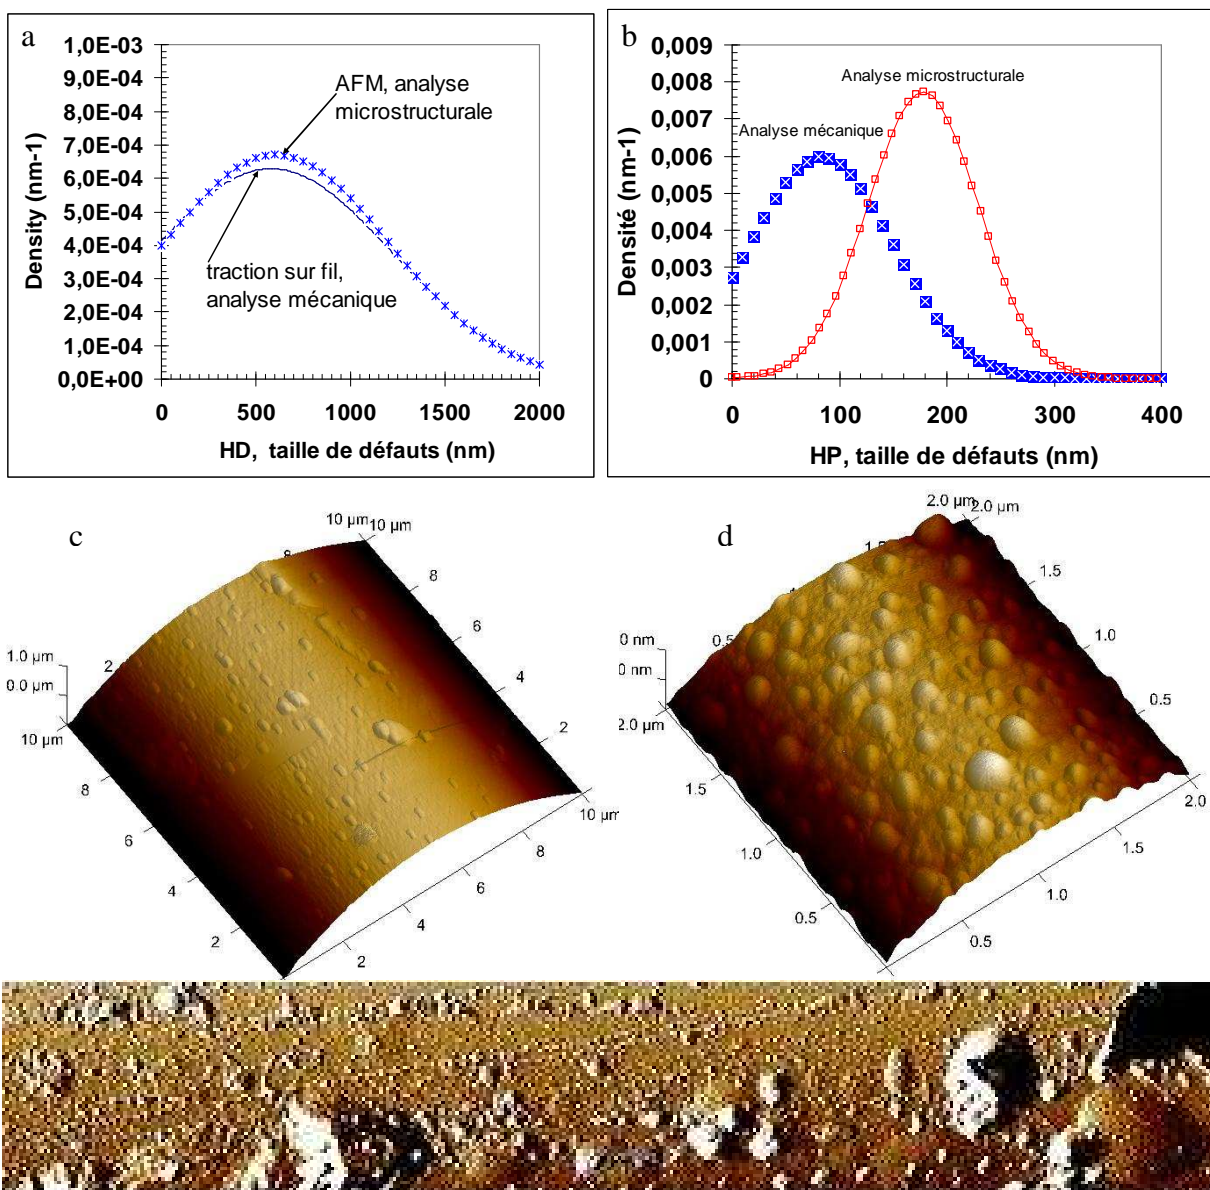 a
1,0E-03
9,0E-04
8,0E-04
7,0E-04
6,0E-04
5,0E-04
4,0E-04
3,0E-04
2,0E-04
1,0E-04
0,0E+00
Density (nm-1)
AFM, analyse
microstructurale
traction sur fil,
analyse mécanique
0 500 1000 1500 2000
HD, taille de défauts (nm)
b
0,009
0,008
0,007
0,006
0,005
0,004
0,003
0,002
0,001
0
Densité (nm-1)
Analyse microstructurale
Analyse mécanique
0 100 200 300 400
HP, taille de défauts (nm)
c
10 µm 10 µm
8
8
6
4
2
2
1.0 µm
0.0 µm
10 µm
8
6
4
2
10 µm
8
6
4
2
d
2.0 µm 2.0 µm
1.5
1.0
0.5
0.5
0 nm
0 nm
2.0 µm
1.5
1.0
0.5
2.0
1.5
1.0
0.5